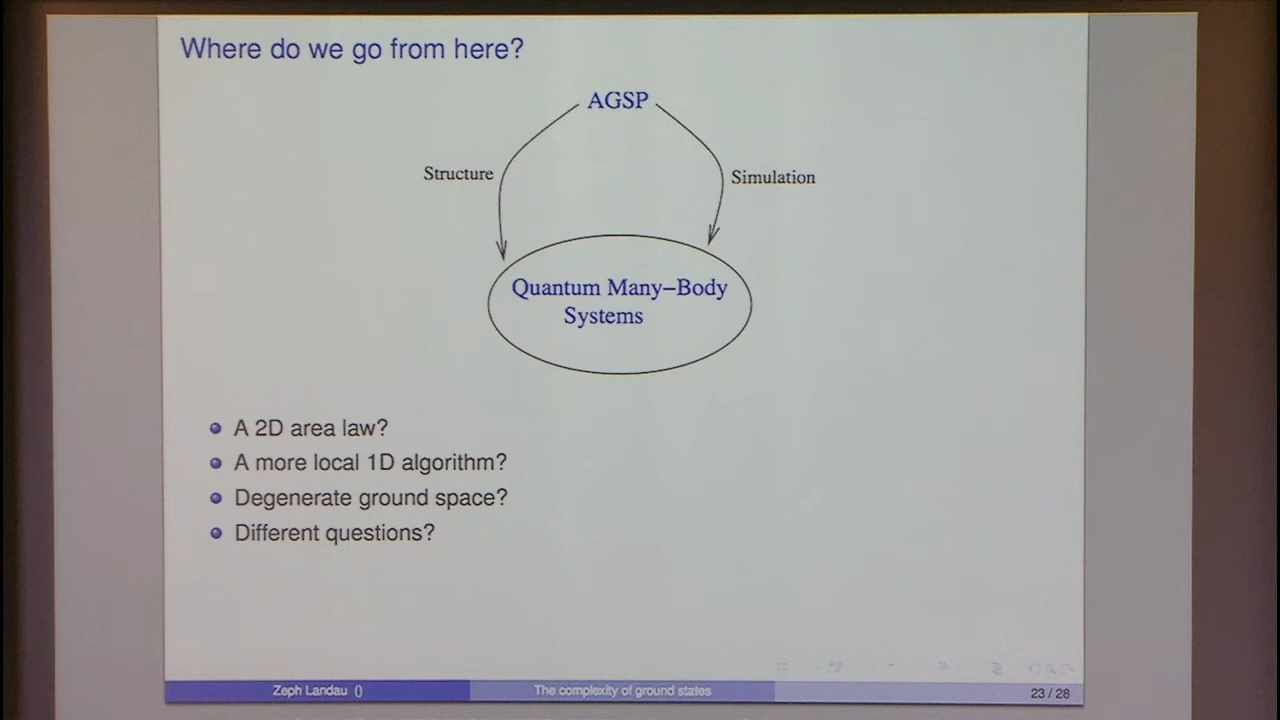 Where do we go from here?
AGSP
Structure
Simulation
Quantum Many–Body
Systems
A 2D area law?
A more local 1D algorithm?
Degenerate ground space?
Different questions?
Zeph Landau ()
The complexity of ground states
23 / 28